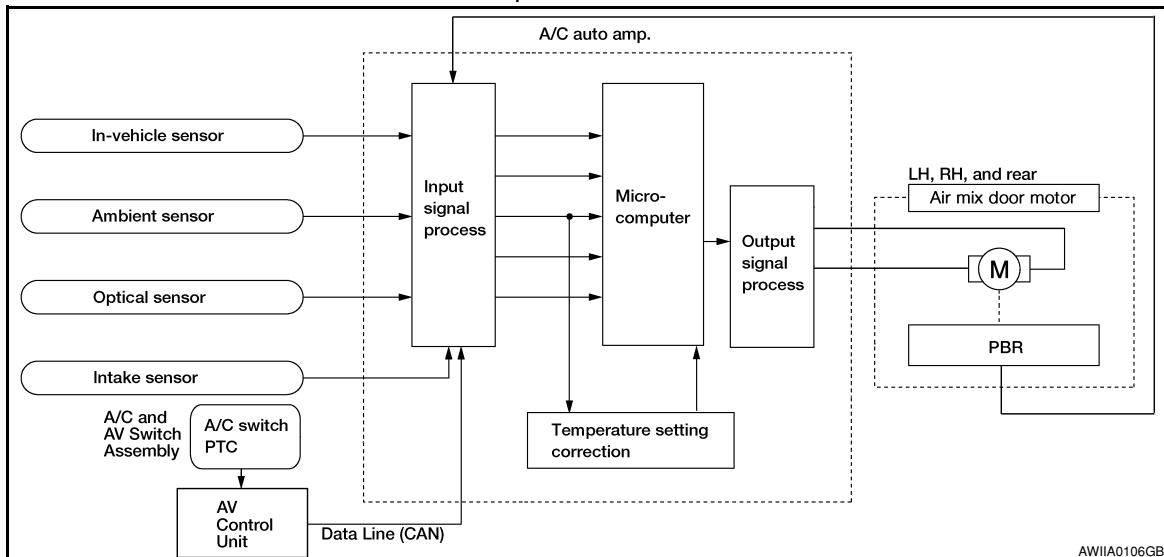 A/C auto amp.
In-vehicle sensor
Ambient sensor
Optical sensor
Intake sensor
A/C and
AV Switch
Assembly
A/C switch
PTC
AV
Control
Unit
Data Line (CAN)
Input
signal
process
Micro-
computer
Temperature setting
correction
Output
signal
process
LH, RH, and rear
Air mix door motor
M
PBR
AWIIA0106GB